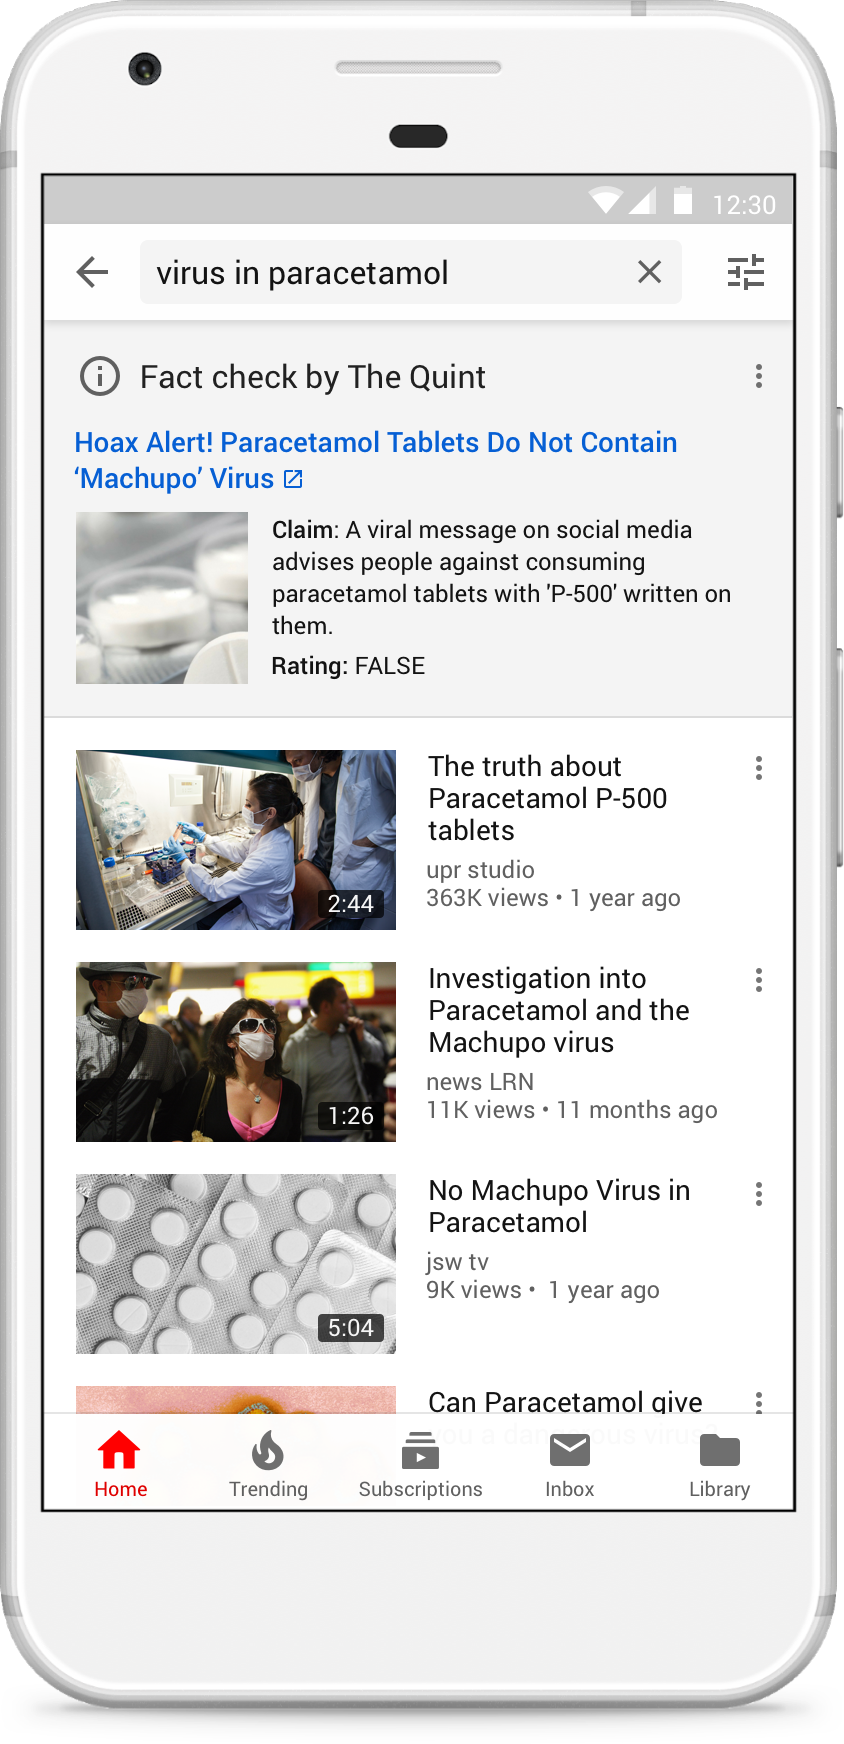 12:30
virus in paracetamol
Fact check by The Quint
Hoax Alert! Paracetamol Tablets Do Not Contain
‘Machupo’ Virus
Claim: A viral message on social media
advises people against consuming
paracetamol tablets with 'P-500' written on
them.
Rating: FALSE
The truth about
Paracetamol P-500
tablets
upr studio
363K views • 1 year ago
2:44
Investigation into
Paracetamol and the
Machupo virus
news LRN
11K views • 11 months ago
1:26
No Machupo Virus in
Paracetamol
jsw tv
9K views • 1 year ago
5:04
Can Paracetamol give
you a dangerous virus?
Home
Trending
Subscriptions
Inbox
Library